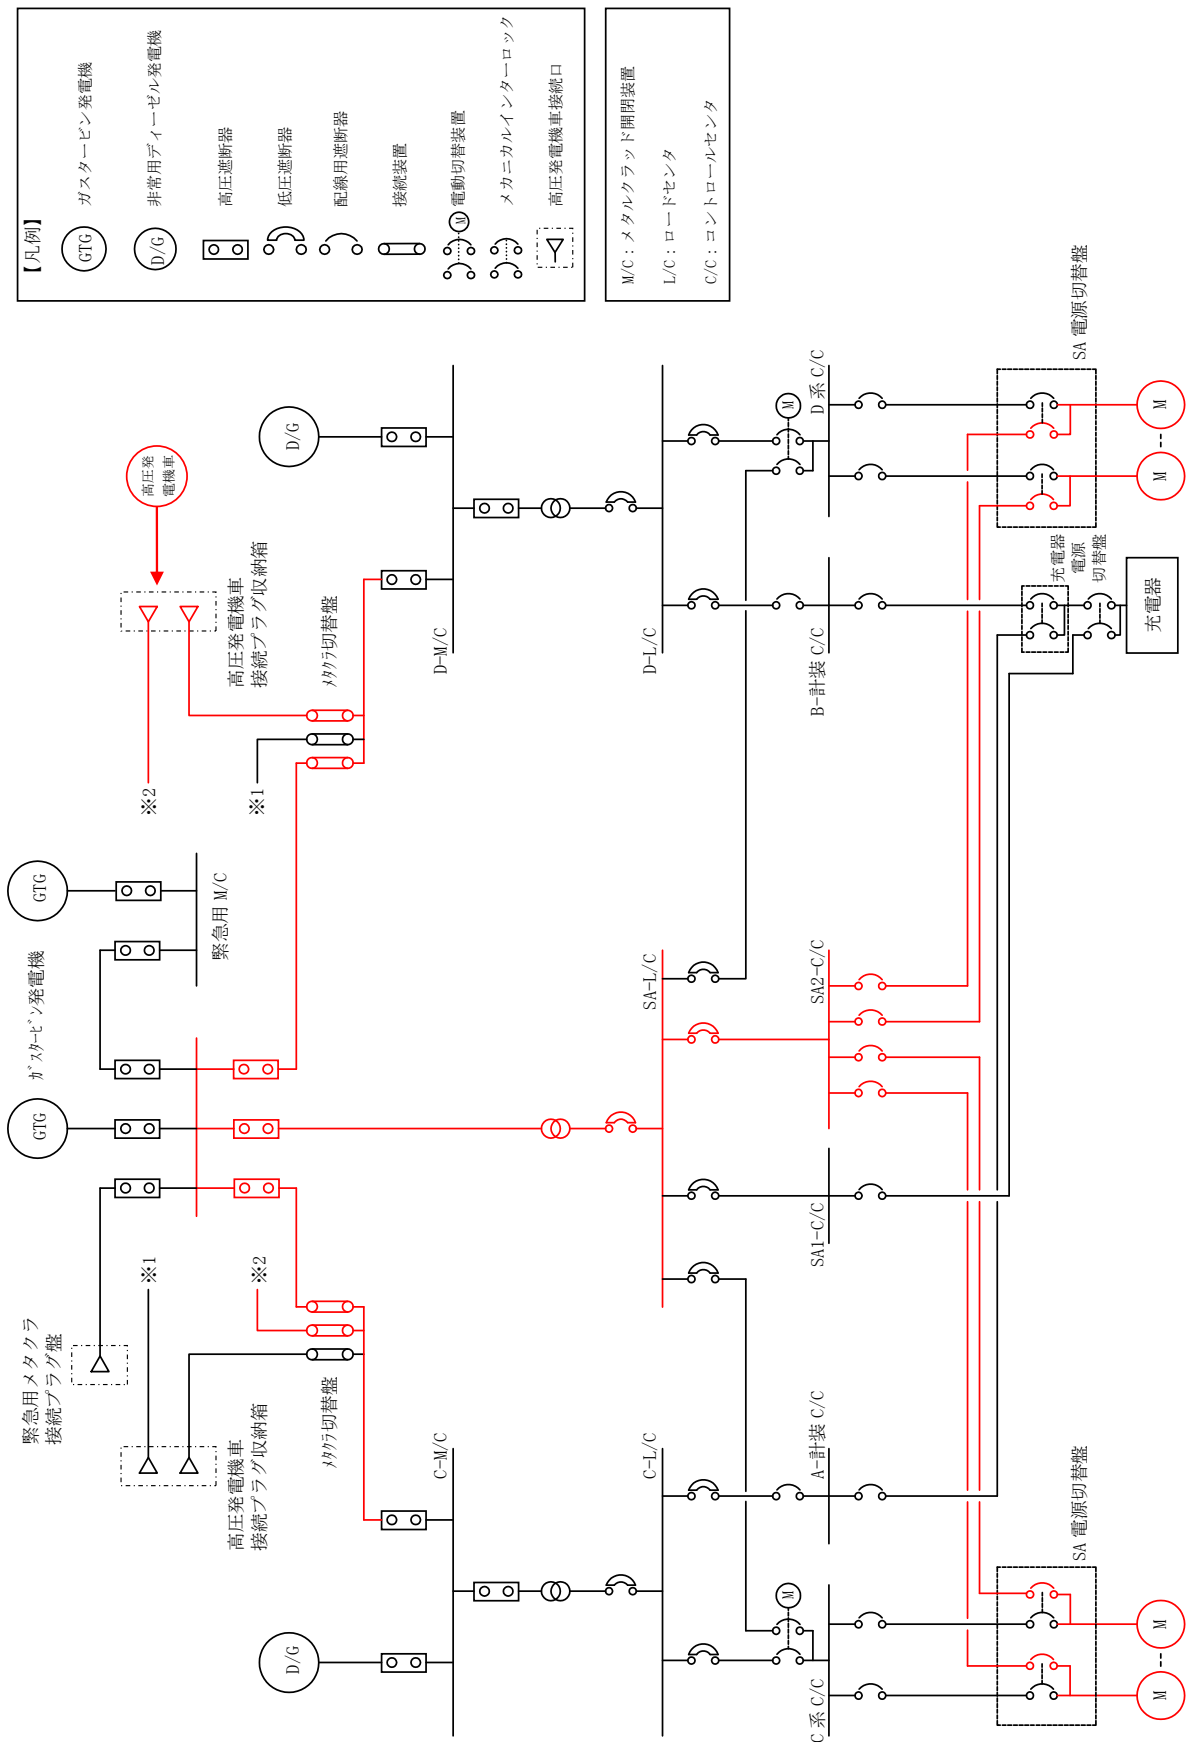 【凡例】
GTG
ガスタービン発電機
D/G
非常用ディーゼル発電機
高圧遮断器
低圧遮断器
配線用遮断器
接続装置
M
電動切替装置
メカニカルインターロック
高圧発電機車接続口
M/C：メタルクラッド開閉装置
L/C：ロードセンタ
C/C：コントロールセンタ
GTG
GTG
ｶﾞｽﾀｰﾋﾞﾝ発電機
緊急用 M/C
緊急用メタクラ
接続プラグ盤
※1
※2
高圧発電機車
接続プラグ収納箱
ﾒﾀｸﾗ切替盤
高圧発
電機車
※2
※1
高圧発電機車
接続プラグ収納箱
ﾒﾀｸﾗ切替盤
D/G
C-M/C
D/G
D-M/C
C-L/C
SA-L/C
D-L/C
M
M
C 系 C/C
A-計装 C/C
SA1-C/C
SA2-C/C
B-計装 C/C
D 系 C/C
SA 電源切替盤
M
M
充電器
電源
切替盤
充電器
SA 電源切替盤
M
M